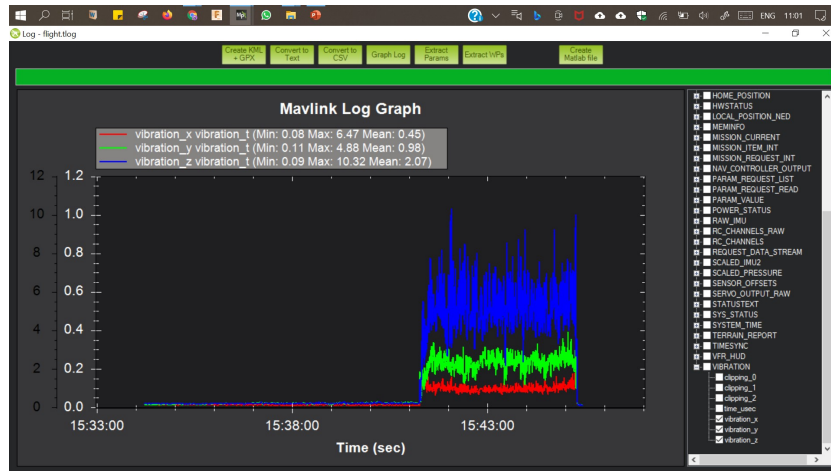 ENG 11:01
Log - flight.tlog
Create KML + GPX
Convert to Text
Convert to CSV
Graph Log
Extract Params
Extract WPs
Create Matlab file
Mavlink Log Graph
vibration_x vibration_t (Min: 0.08 Max: 6.47 Mean: 0.45)
vibration_y vibration_t (Min: 0.11 Max: 4.88 Mean: 0.98)
vibration_z vibration_t (Min: 0.09 Max: 10.32 Mean: 2.07)
12 1.2
10 1.0
8 0.8
6 0.6
4 0.4
2 0.2
0 0.0
15:33:00 15:38:00 15:43:00
Time (sec)
HOME_POSITION
HWSTATUS
LOCAL_POSITION_NED
MEMINFO
MISSION_CURRENT
MISSION_ITEM_INT
MISSION_REQUEST_INT
NAV_CONTROLLER_OUTPUT
PARAM_REQUEST_LIST
PARAM_REQUEST_READ
PARAM_VALUE
POWER_STATUS
RAW_IMU
RC_CHANNELS_RAW
RC_CHANNELS
REQUEST_DATA_STREAM
SCALED_IMU2
SCALED_PRESSURE
SENSOR_OFFSETS
SERVO_OUTPUT_RAW
STATUSTEXT
SYS_STATUS
SYSTEM_TIME
TERRAIN_REPORT
TIMESYNC
VFR_HUD
VIBRATION
clipping_0
clipping_1
clipping_2
time_usec
vibration_x
vibration_y
vibration_z